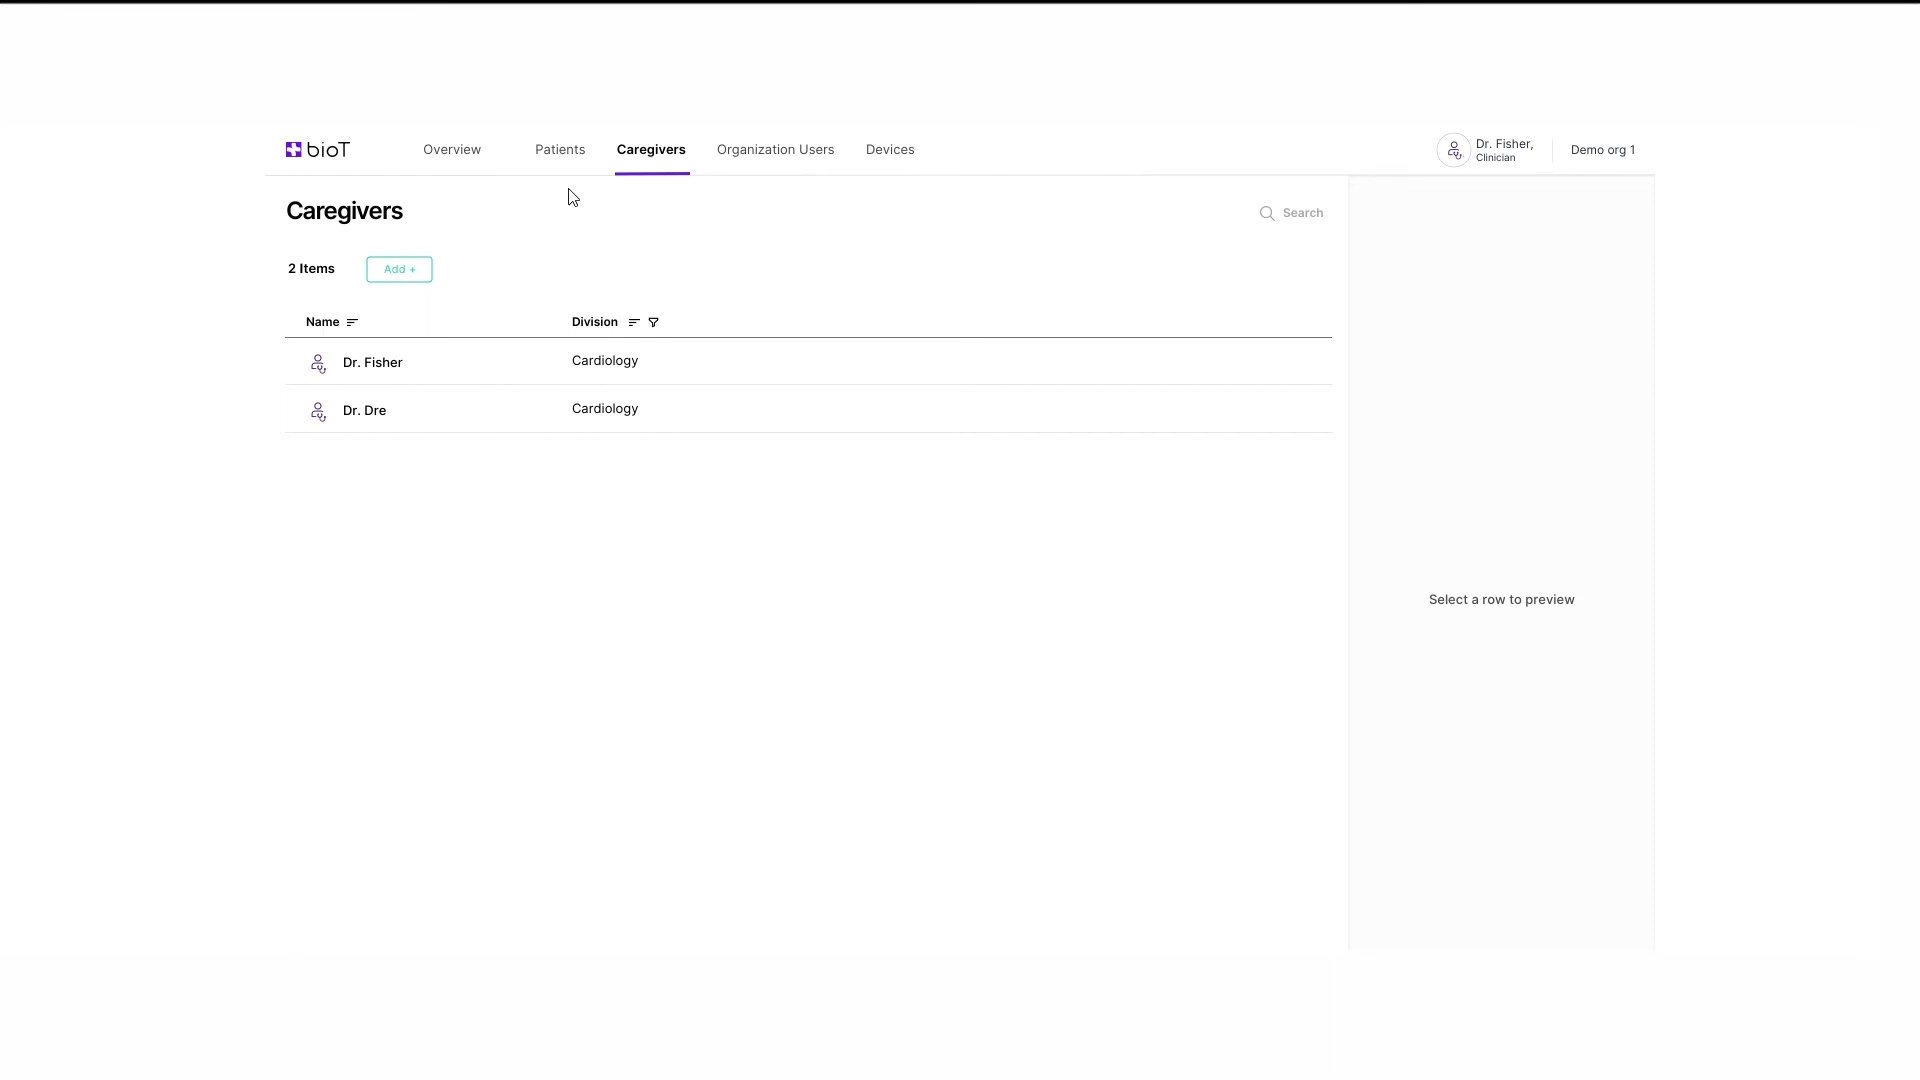 bioT
Overview Patients Caregivers Organization Users Devices
Dr. Fisher,
Clinician
Demo org 1
Caregivers
Search
2 Items Add +
Name Division
Dr. Fisher Cardiology
Dr. Dre Cardiology
Select a row to preview